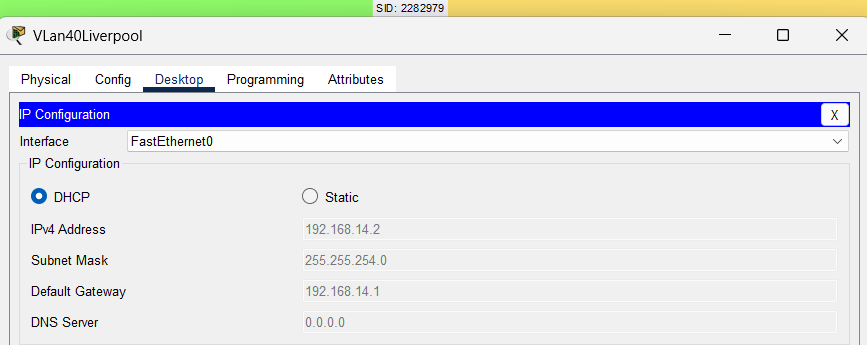 SID: 2282979
VLan40Liverpool
Physical Config Desktop Programming Attributes
IP Configuration X
Interface FastEthernet0
IP Configuration
DHCP Static
IPv4 Address 192.168.14.2
Subnet Mask 255.255.254.0
Default Gateway 192.168.14.1
DNS Server 0.0.0.0